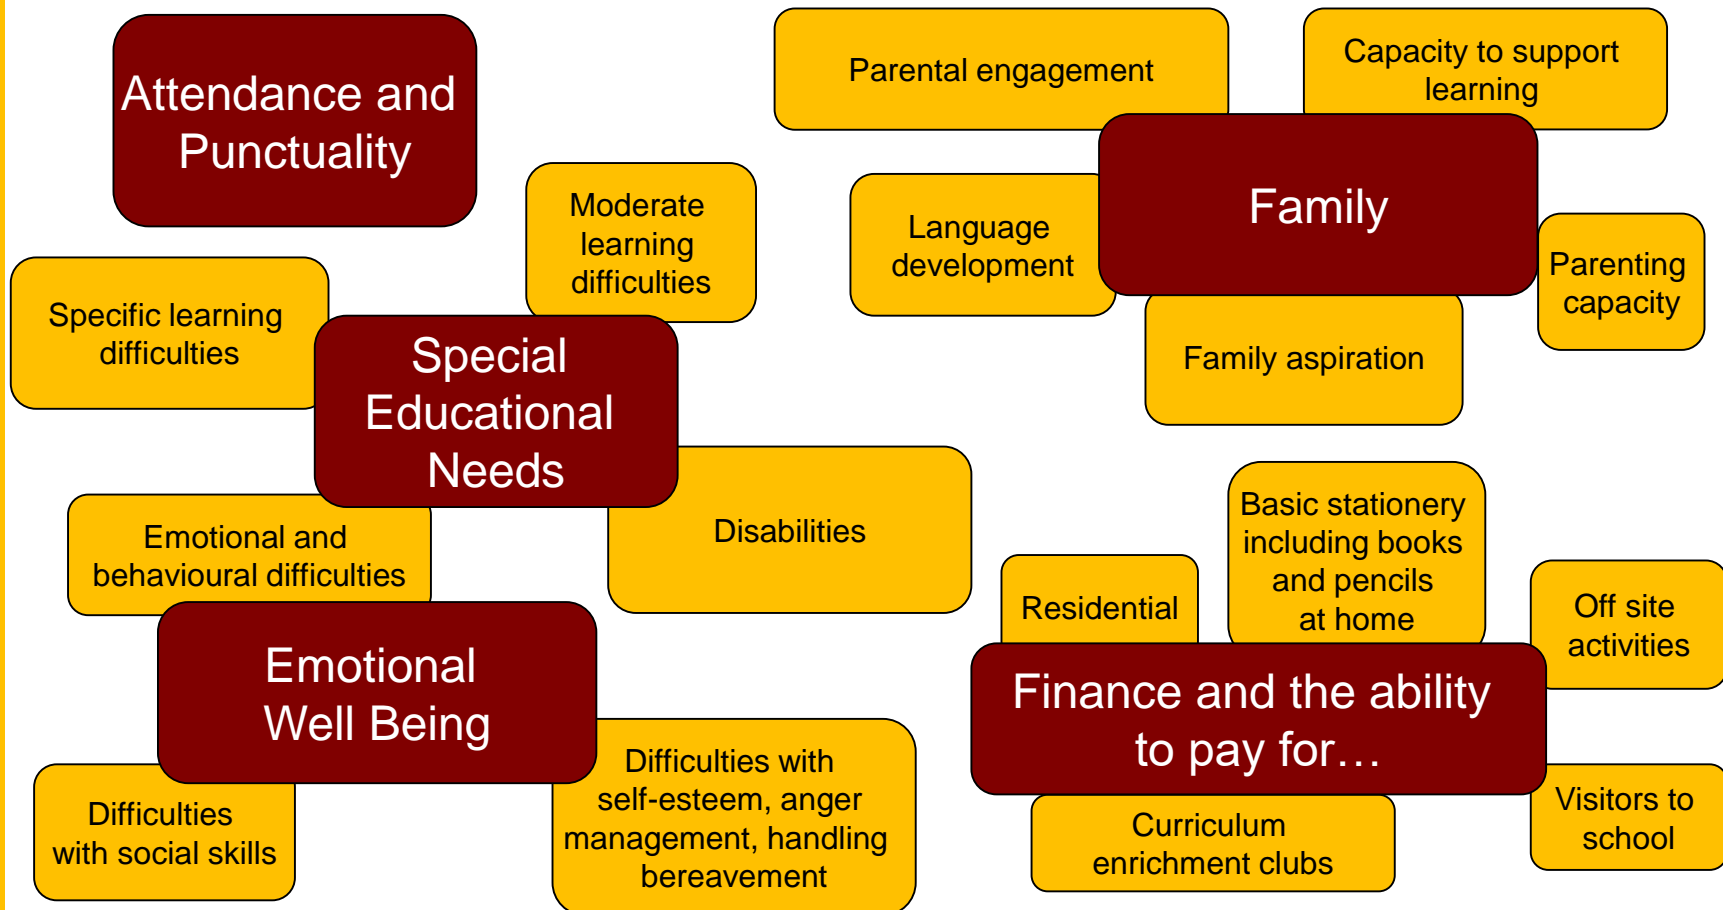 Attendance and
Punctuality
Parental engagement
Capacity to support
learning
Family
Language
development
Parenting
capacity
Family aspiration
Moderate
learning
difficulties
Specific learning
difficulties
Special
Educational
Needs
Disabilities
Emotional and
behavioural difficulties
Emotional
Well Being
Difficulties
with social skills
Difficulties with
self-esteem, anger
management, handling
bereavement
Basic stationery
including books
and pencils
at home
Residential
Off site
activities
Finance and the ability
to pay for…
Curriculum
enrichment clubs
Visitors to
school